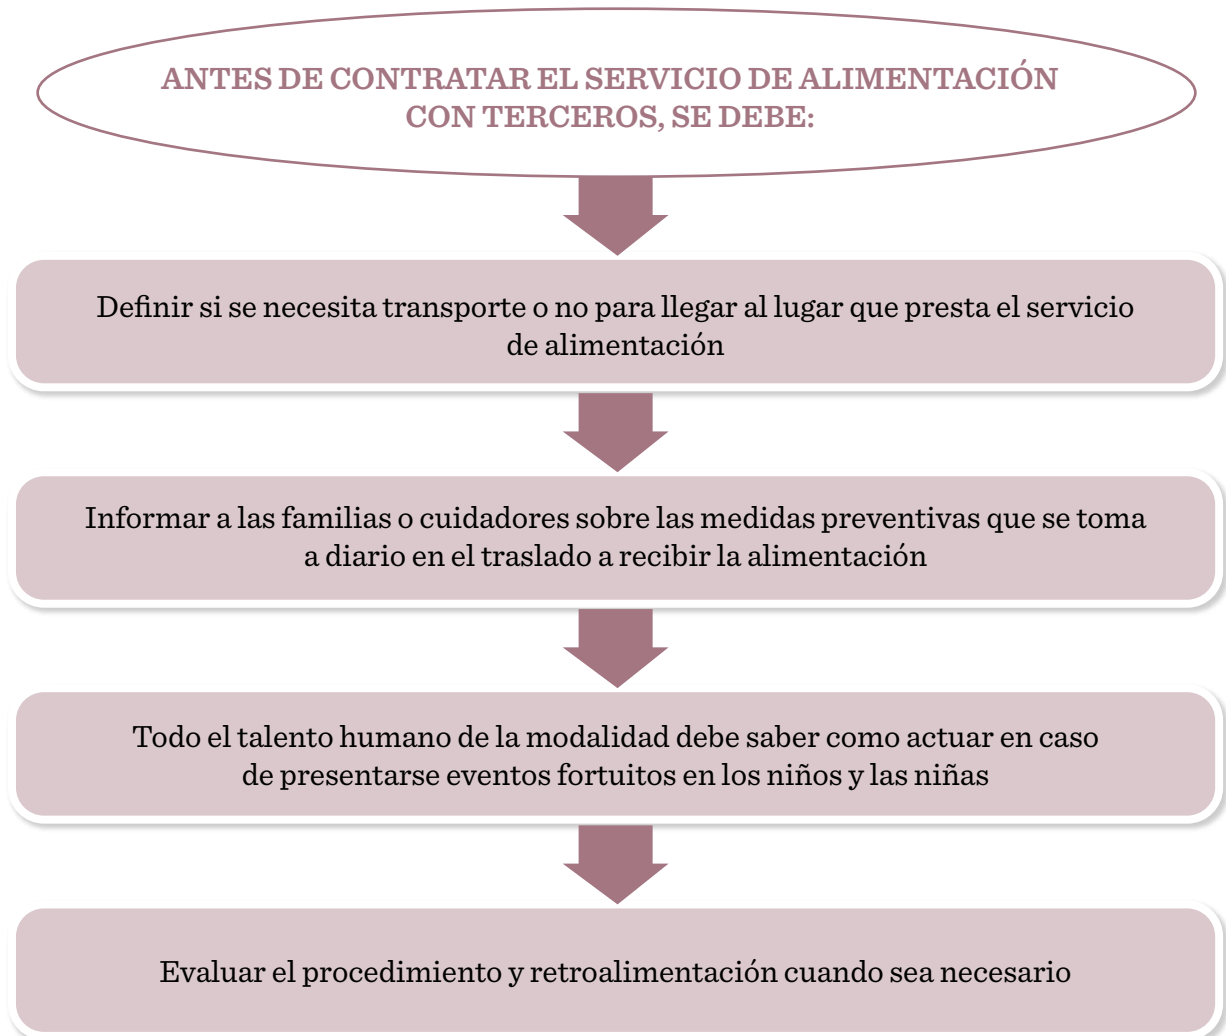 ANTES DE CONTRATAR EL SERVICIO DE ALIMENTACIÓN
CON TERCEROS, SE DEBE:
Definir si se necesita transporte o no para llegar al lugar que presta el servicio
de alimentación
Informar a las familias o cuidadores sobre las medidas preventivas que se toma
a diario en el traslado a recibir la alimentación
Todo el talento humano de la modalidad debe saber como actuar en caso
de presentarse eventos fortuitos en los niños y las niñas
Evaluar el procedimiento y retroalimentación cuando sea necesario